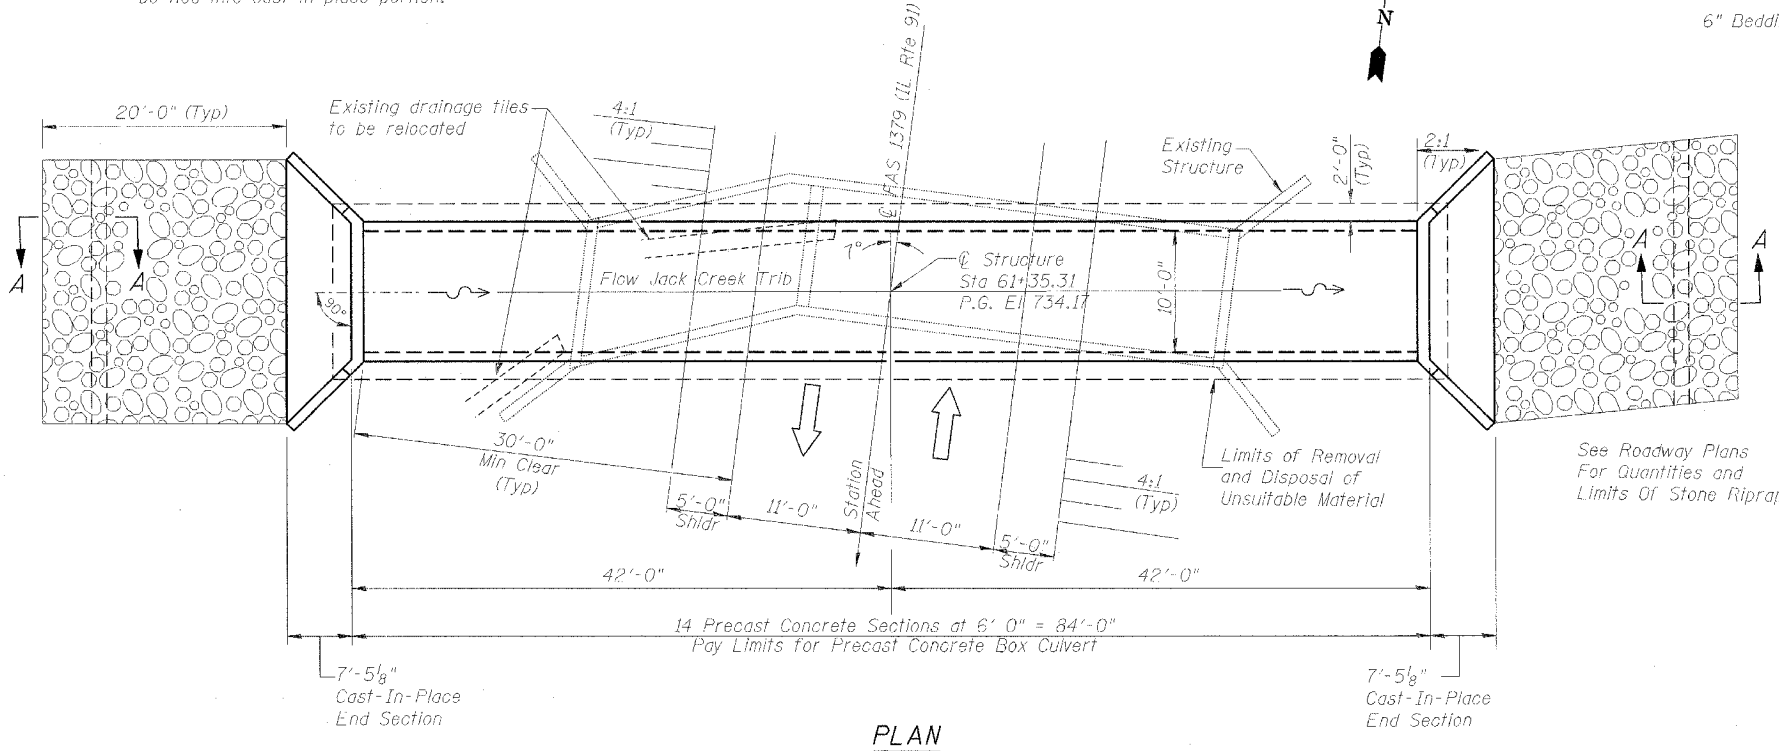 N
20'-0" (Typ)
Existing drainage tiles
to be relocated
4:1
(Typ)
FAS 1379 (IL Rte 91)
Existing
Structure
2'-0"
(Typ)
2:1
(Typ)
A
A
A
A
7°
℄ Structure
Sta 61+35.31
P.G. El 734.17
Flow Jack Creek Trib
90°
10'-0"
30'-0"
Min Clear
(Typ)
5'-0"
Shldr
11'-0"
Station
Ahead
11'-0"
5'-0"
Shldr
4:1
(Typ)
Limits of Removal
and Disposal of
Unsuitable Material
See Roadway Plans
For Quantities and
Limits Of Stone
42'-0"
42'-0"
14 Precast Concrete Sections at 6' 0" = 84'-0"
Pay Limits for Precast Concrete Box Culvert
7'-5⅛"
Cast-In-Place
End Section
7'-5⅛"
Cast-In-Place
End Section
PLAN